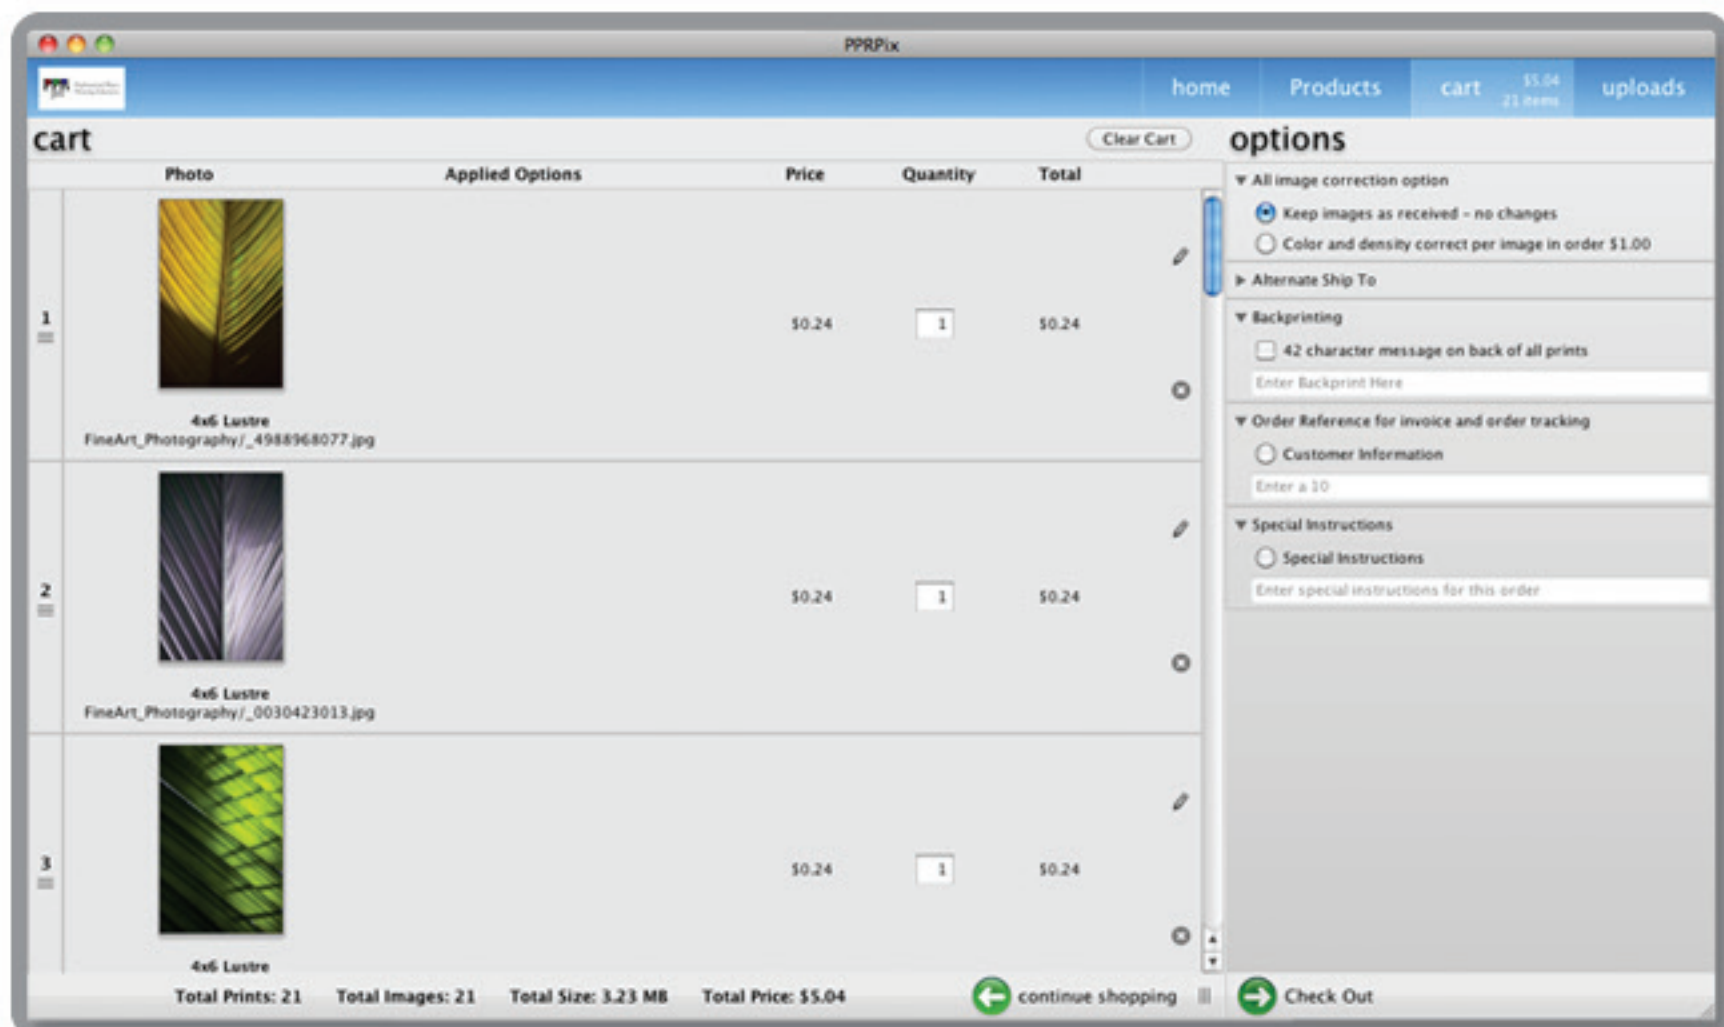 PPRPix
home
Products
cart
$5.04
21 items
uploads
cart
Clear Cart
options
Photo
Applied Options
Price
Quantity
Total
1
4x6 Lustre
FineArt_Photography/_4988968077.jpg
$0.24
1
$0.24
2
4x6 Lustre
FineArt_Photography/_0030423013.jpg
$0.24
1
$0.24
3
4x6 Lustre
$0.24
1
$0.24
All image correction option
Keep images as received - no changes
Color and density correct per image in order $1.00
Alternate Ship To
Backprinting
42 character message on back of all prints
Enter Backprint Here
Order Reference for invoice and order tracking
Customer Information
Enter a 10
Special Instructions
Special Instructions
Enter special instructions for this order
Total Prints: 21
Total Images: 21
Total Size: 3.23 MB
Total Price: $5.04
continue shopping
Check Out